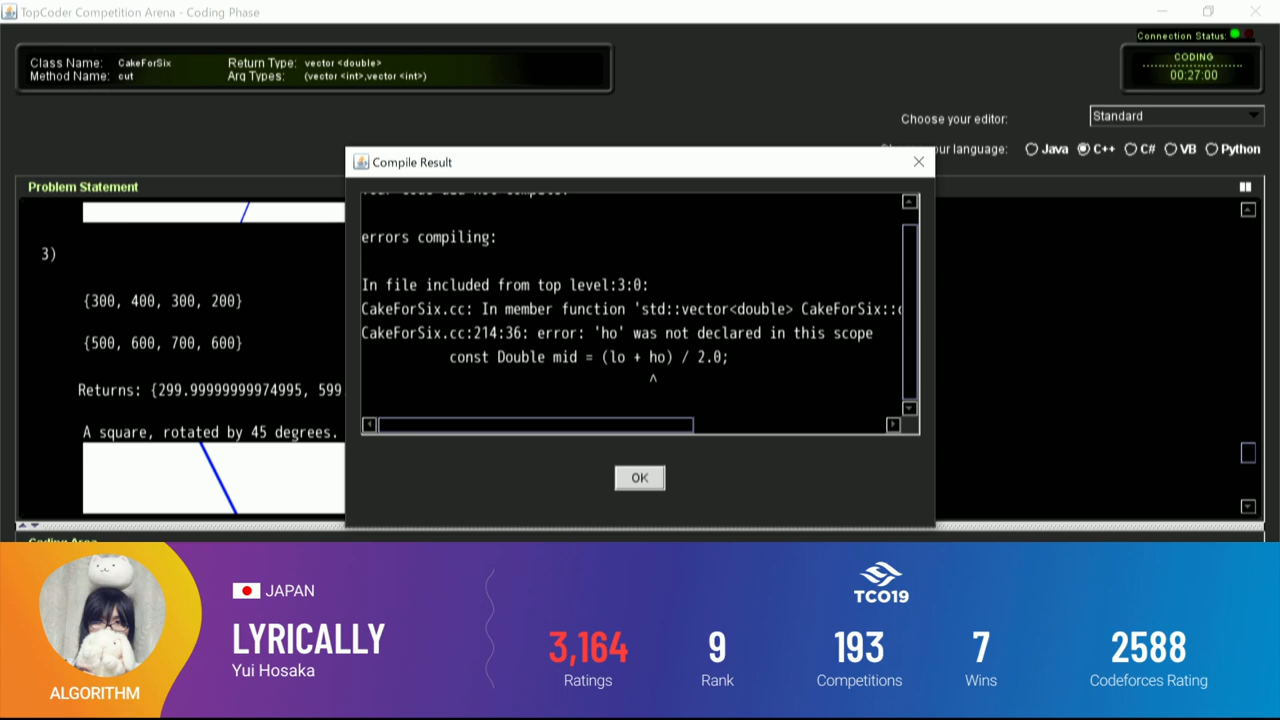 TopCoder Competition Arena - Coding Phase
Connection Status:
Class Name: CakeForSix Return Type: vector <double>
Method Name: cut Arg Types: (vector <int>,vector <int>)
CODING
00:27:00
Choose your editor: Standard
our language: Java C++ C# VB Python
Compile Result
Problem Statement
errors compiling:
3)
In file included from top level:3:0:
{300, 400, 300, 200}
CakeForSix.cc: In member function 'std::vector<double> CakeForSix::
CakeForSix.cc:214:36: error: 'ho' was not declared in this scope
{500, 600, 700, 600}
const Double mid = (lo + ho) / 2.0;
^
Returns: {299.99999999974995, 599
A square, rotated by 45 degrees.
OK
Coding Area
JAPAN
LYRICALLY
Yui Hosaka
ALGORITHM
TCO19
3,164 9 193 7 2588
Ratings Rank Competitions Wins Codeforces Rating